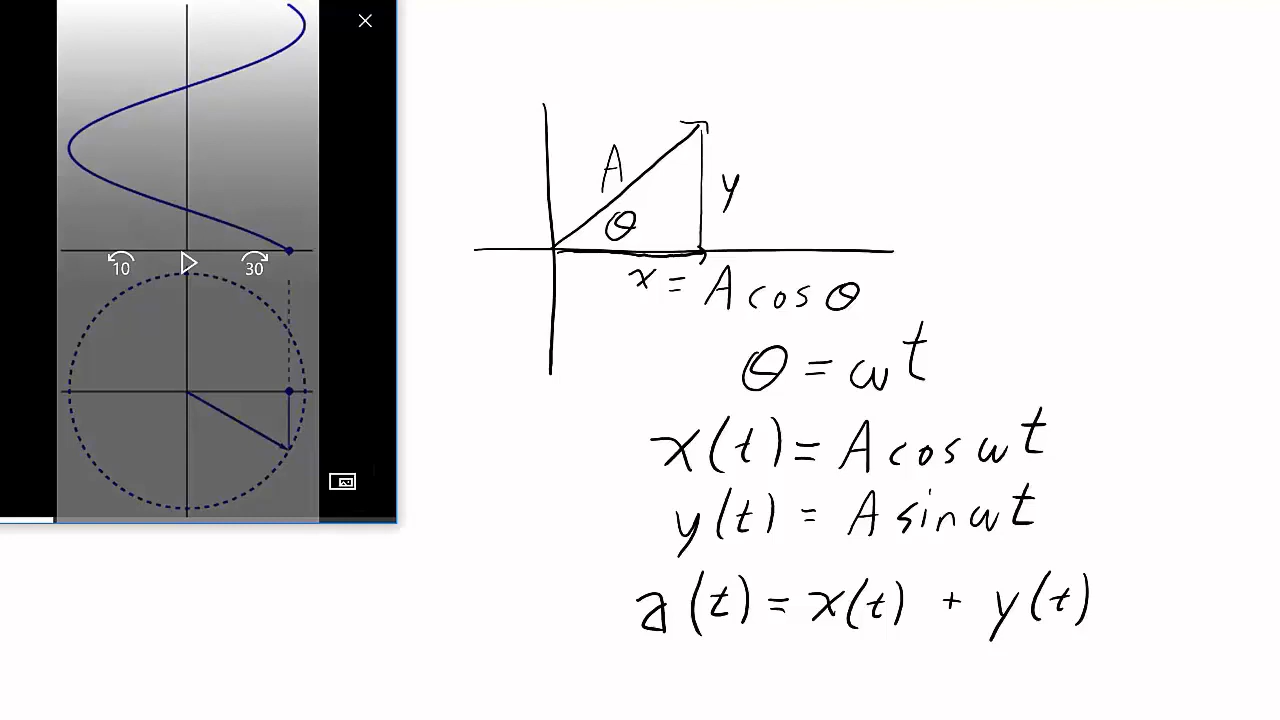 10
30
A
y
θ
x = A cos θ
θ = ωt
x(t) = A cos ωt
y(t) = A sin ωt
a(t) = x(t) + y(t)